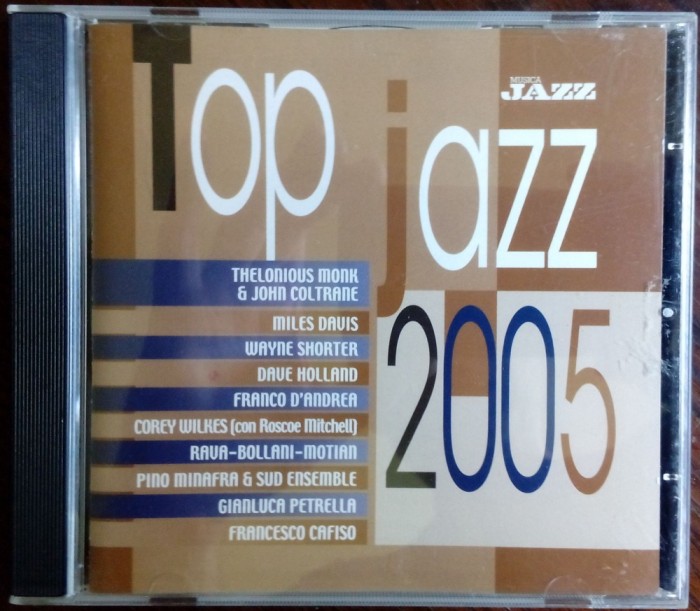 Top
jazz
MUSICA
JAZZ
THELONIOUS MONK
& JOHN COLTRANE
MILES DAVIS
WAYNE SHORTER
DAVE HOLLAND
FRANCO D'ANDREA
COREY WILKES (con Roscoe Mitchell)
RAVA-BOLLANI-MOTIAN
PINO MINAFRA & SUD ENSEMBLE
GIANLUCA PETRELLA
FRANCESCO CAFISO
2005